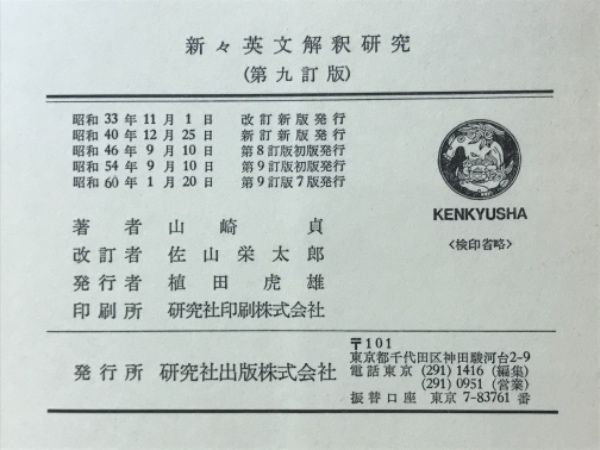 新々英文解釈研究
(第九訂版)
昭和 33 年 11 月 1 日 改訂新版発行
昭和 40 年 12 月 25 日 新訂新版発行
昭和 46 年 9 月 10 日 第8訂版初版発行
昭和 54 年 9 月 10 日 第9訂版初版発行
昭和 60 年 1 月 20 日 第9訂版7版発行
KENKYUSHA
<検印省略>
著者 山崎貞
改訂者 佐山栄太郎
発行者 植田虎雄
印刷所 研究社印刷株式会社
発行所 研究社出版株式会社
〒101
東京都千代田区神田駿河台2-9
電話東京 (291) 1416 (編集)
(291) 0951 (営業)
振替口座 東京 7-83761 番